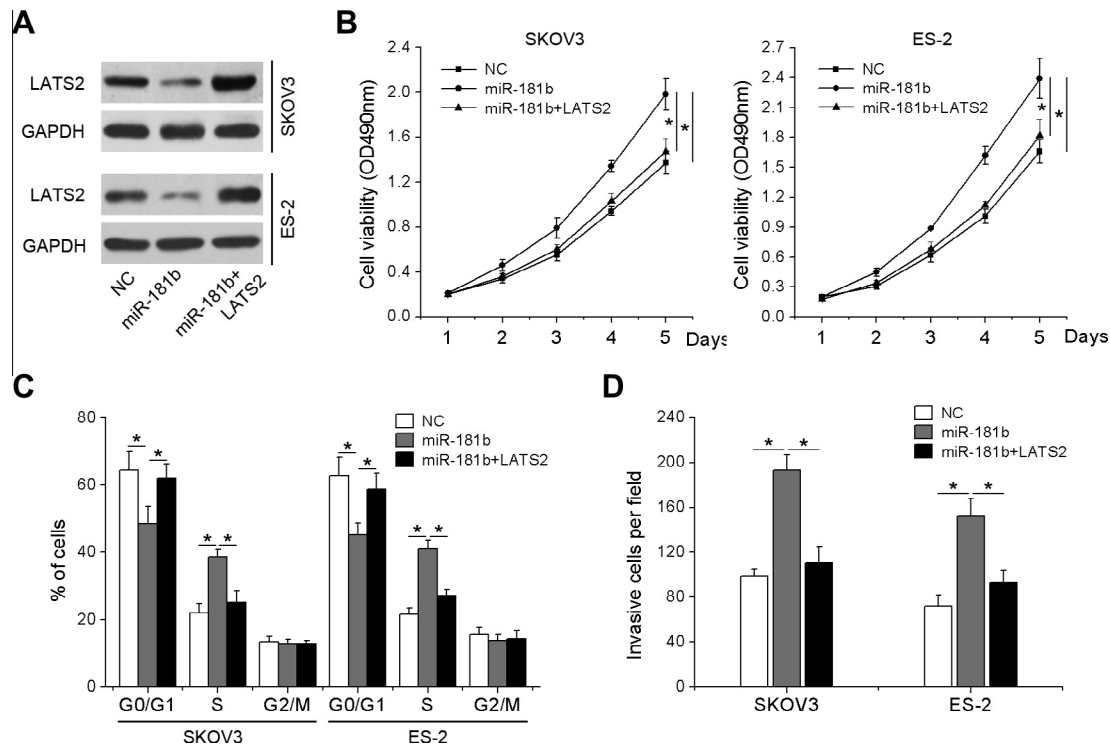 A
LATS2
GAPDH
SKOV3
LATS2
GAPDH
ES-2
NC
miR-181b
miR-181b+
LATS2
B
SKOV3
NC
miR-181b
miR-181b+LATS2
*
*
Cell viability (OD490nm)
2.4
2.0
1.6
1.2
0.8
0.4
0.0
1 2 3 4 5 Days
ES-2
NC
miR-181b
miR-181b+LATS2
*
*
Cell viability (OD490nm)
2.7
2.4
2.1
1.8
1.5
1.2
0.9
0.6
0.3
0.0
1 2 3 4 5 Days
C
NC
miR-181b
miR-181b+LATS2
% of cells
80
60
40
20
0
* * * * * * * *
G0/G1 S G2/M G0/G1 S G2/M
SKOV3 ES-2
D
NC
miR-181b
miR-181b+LATS2
Invasive cells per field
240
200
160
120
80
40
0
* * * *
SKOV3 ES-2